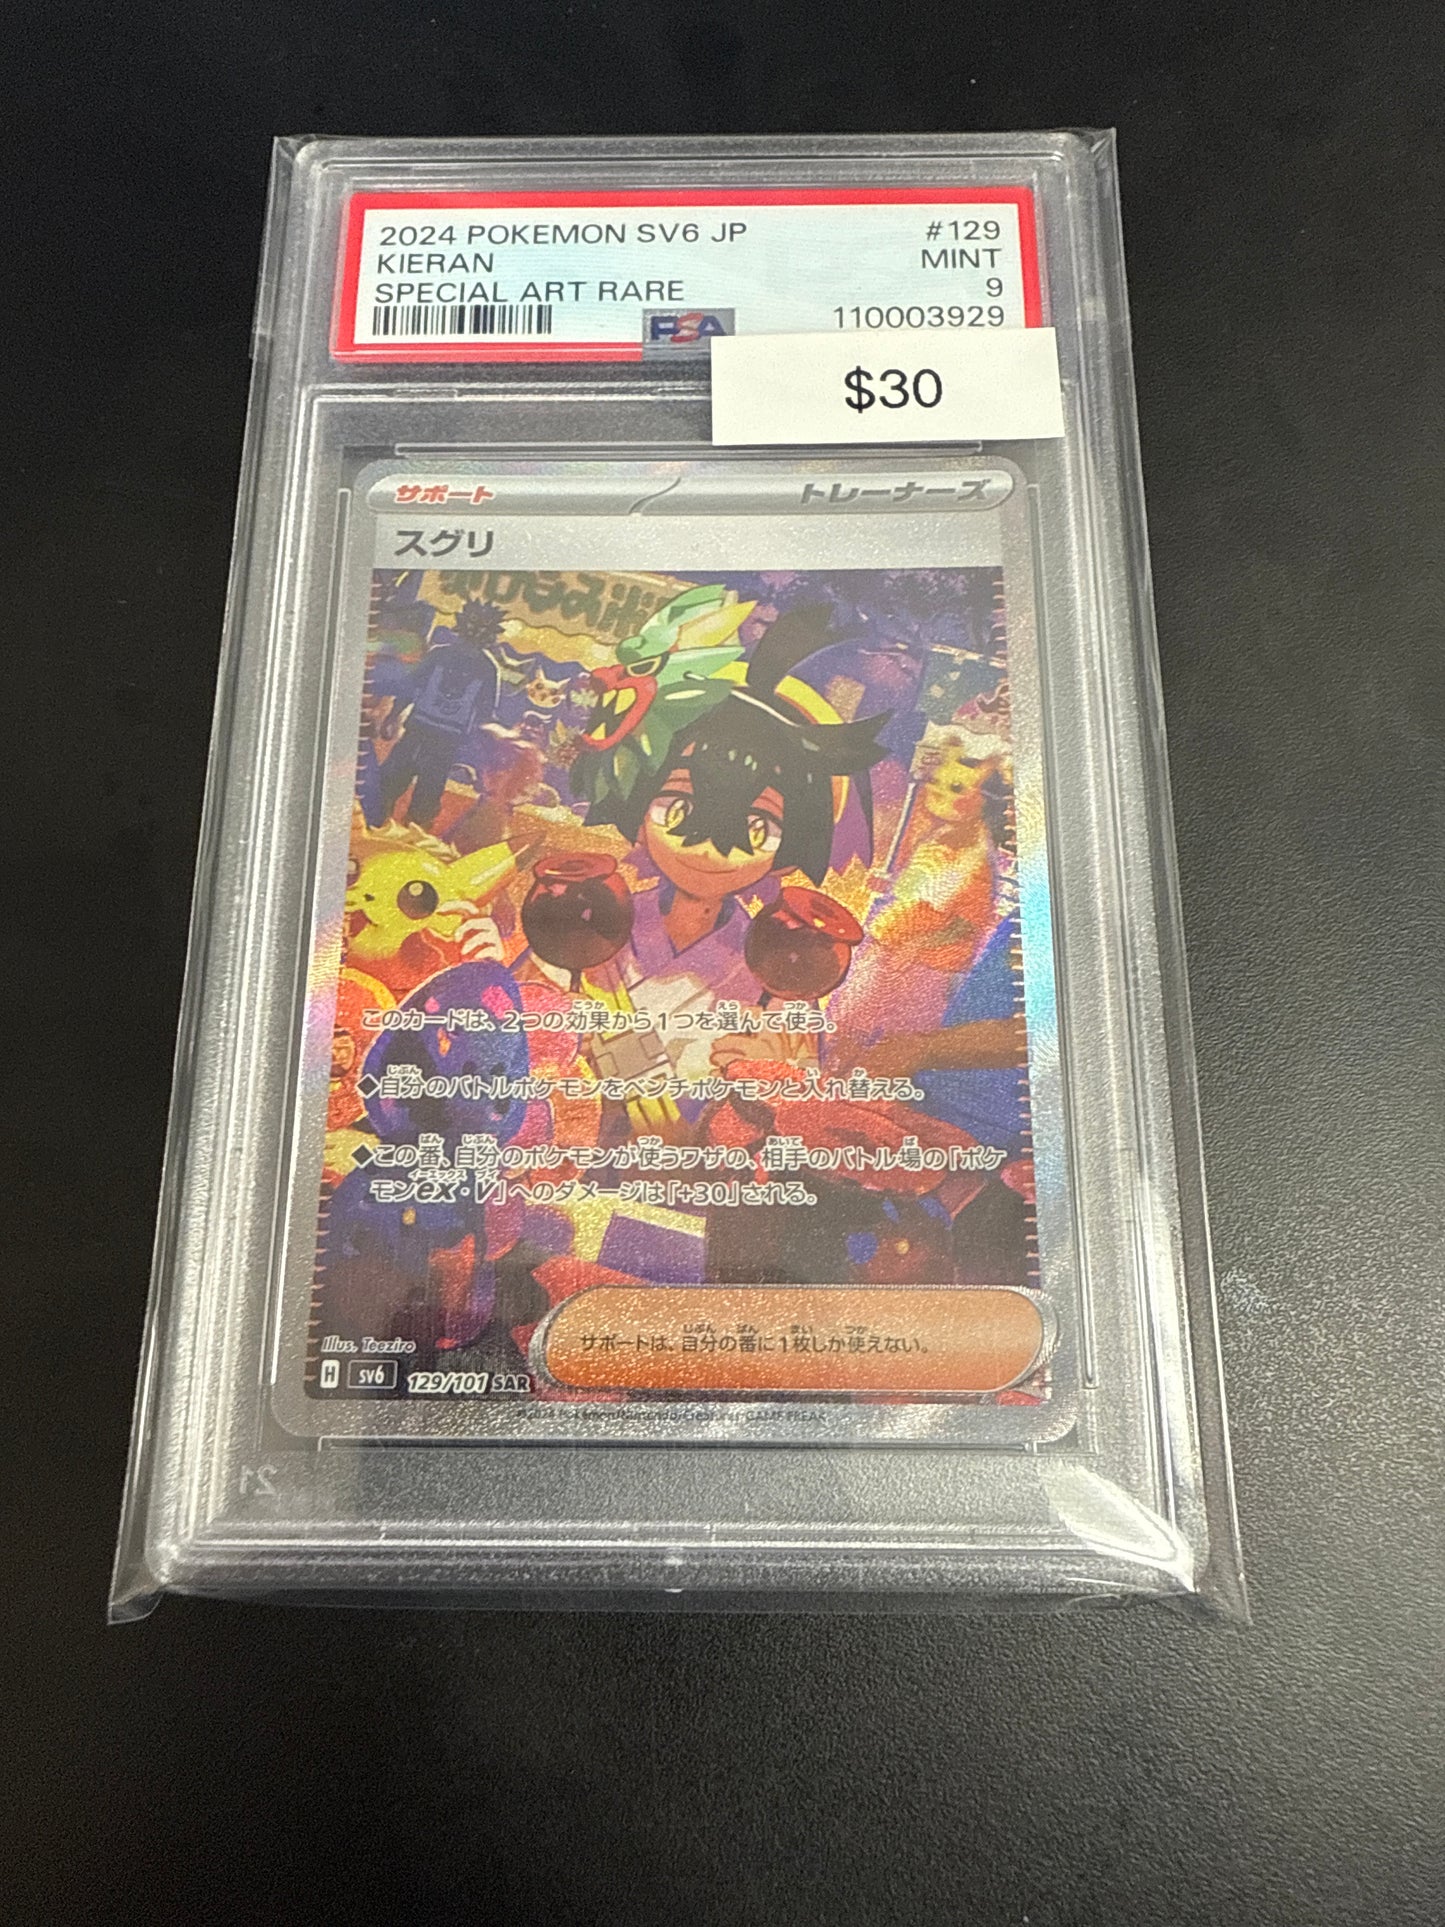 2024 POKEMON SV6 JP #129
KIERAN MINT
SPECIAL ART RARE 9
110003929
PSA
$30
サポート トレーナーズ
スグリ
このカードは、2つの効果から1つを選んで使う。
◆自分のバトルポケモンをベンチポケモンと入れ替える。
◆この番、自分のポケモンが使うワザの、相手のバトル場の「ポケ
モンex・V」へのダメージは「+30」される。
サポートは、自分の番に1枚しか使えない。
Illus. Teeziro
H sv6 129/101 SAR
©2024 Pokémon/Nintendo/Creatures/GAME FREAK